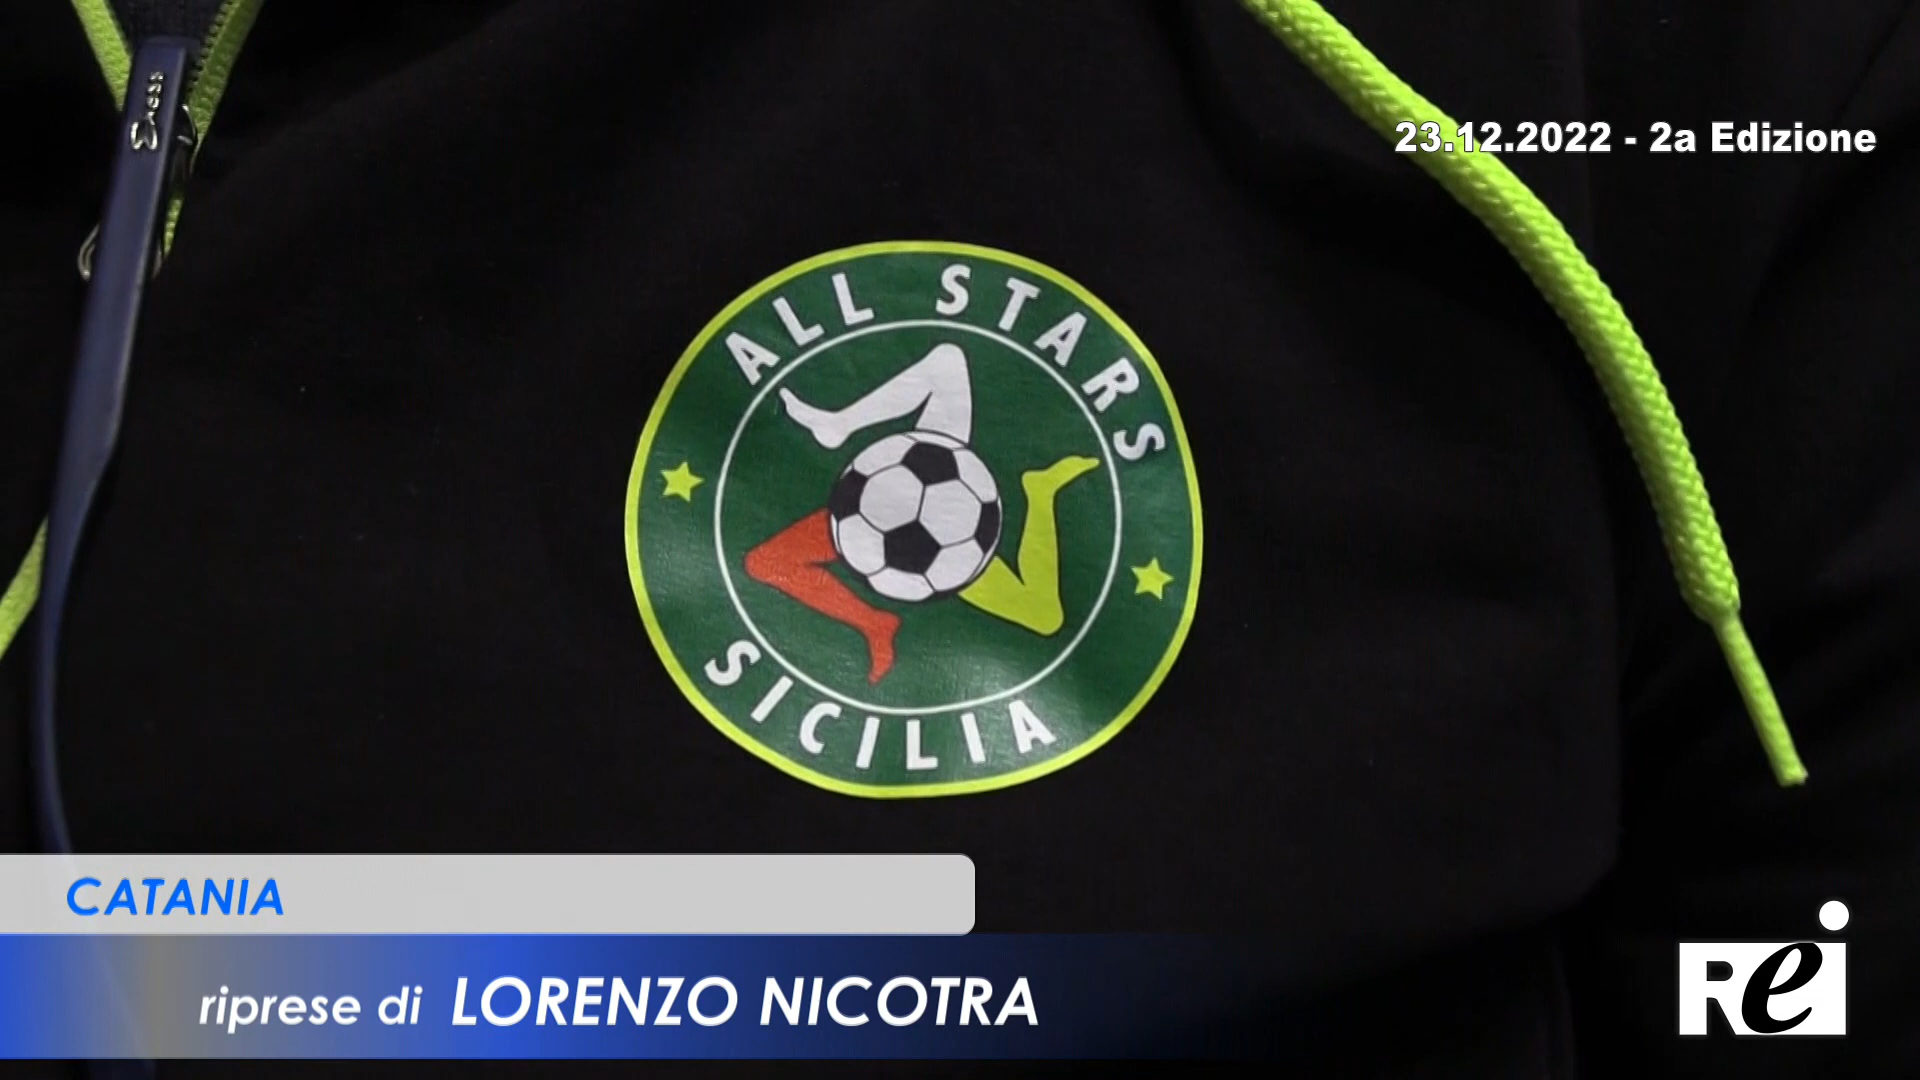 23.12.2022 - 2a Edizione
ALL STARS
SICILIA
CATANIA
riprese di LORENZO NICOTRA
Rei